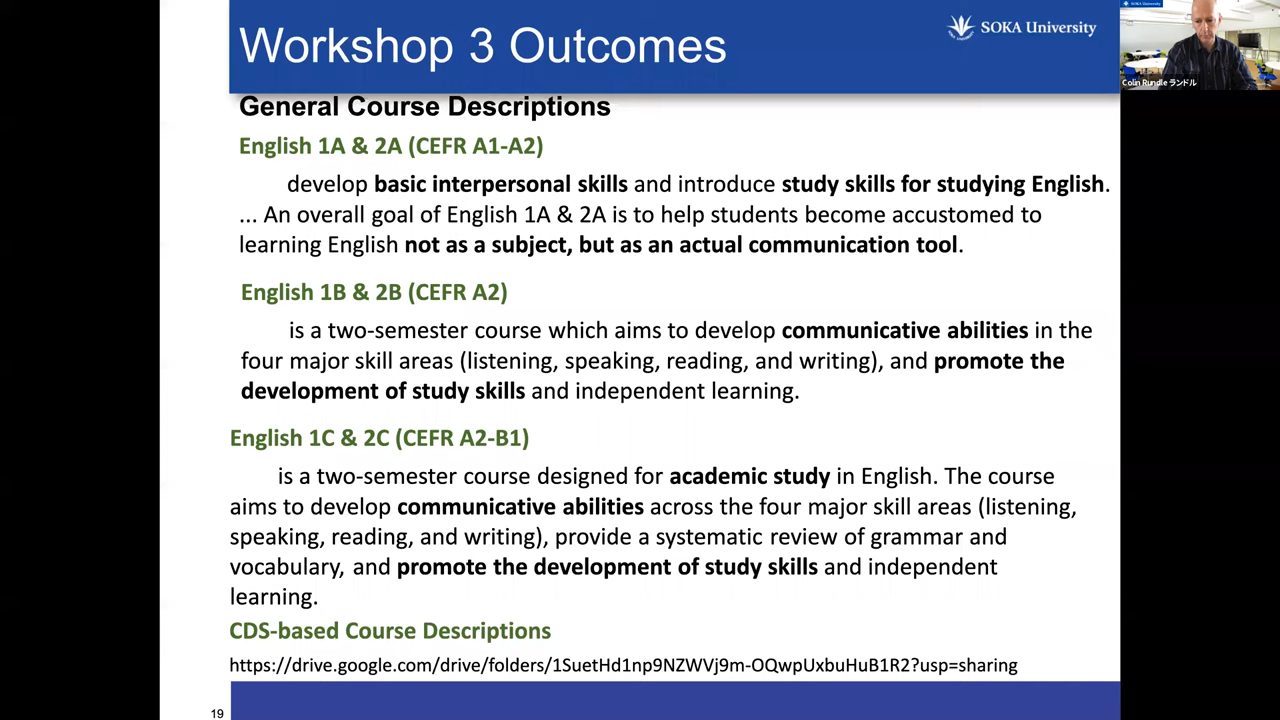 Workshop 3 Outcomes
SOKA University
SOKA University
Colin Rundle ランドル
General Course Descriptions
English 1A & 2A (CEFR A1-A2)
develop basic interpersonal skills and introduce study skills for studying English.
... An overall goal of English 1A & 2A is to help students become accustomed to
learning English not as a subject, but as an actual communication tool.
English 1B & 2B (CEFR A2)
is a two-semester course which aims to develop communicative abilities in the
four major skill areas (listening, speaking, reading, and writing), and promote the
development of study skills and independent learning.
English 1C & 2C (CEFR A2-B1)
is a two-semester course designed for academic study in English. The course
aims to develop communicative abilities across the four major skill areas (listening,
speaking, reading, and writing), provide a systematic review of grammar and
vocabulary, and promote the development of study skills and independent
learning.
CDS-based Course Descriptions
https://drive.google.com/drive/folders/1SuetHd1np9NZWVj9m-OQwpUxbuHuB1R2?usp=sharing
19